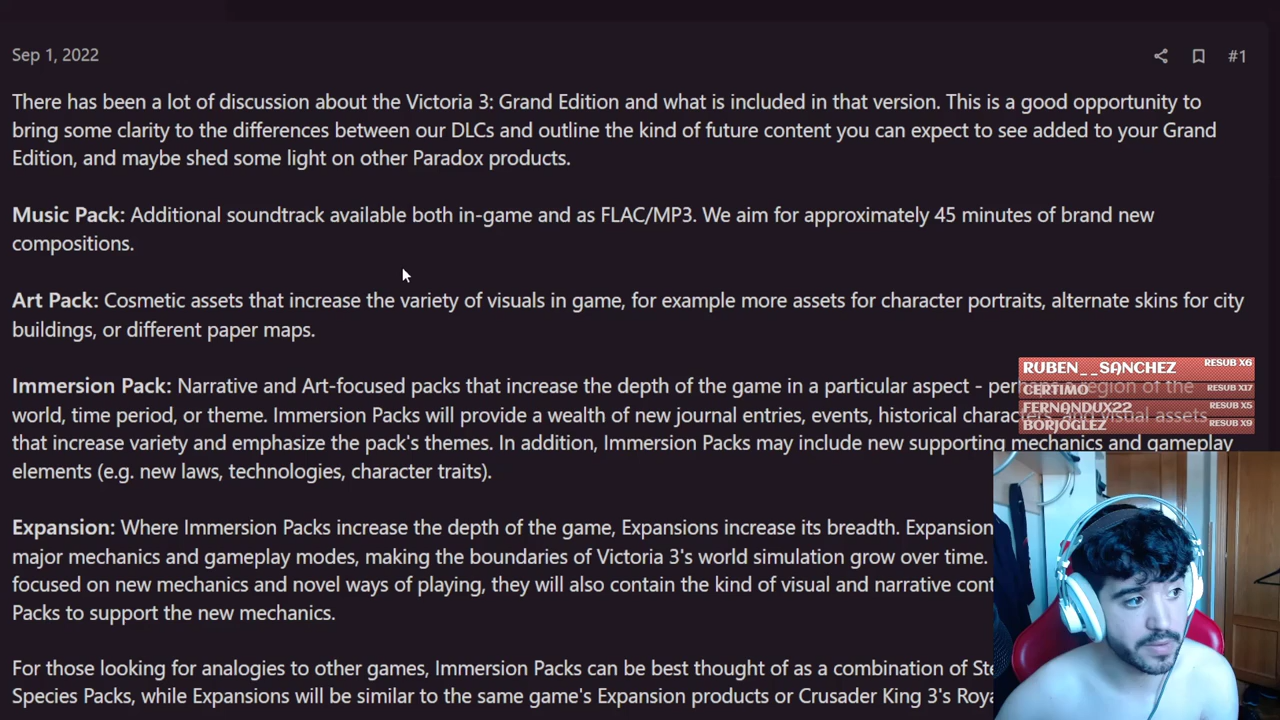 Sep 1, 2022
#1
There has been a lot of discussion about the Victoria 3: Grand Edition and what is included in that version. This is a good opportunity to
bring some clarity to the differences between our DLCs and outline the kind of future content you can expect to see added to your Grand
Edition, and maybe shed some light on other Paradox products.
Music Pack: Additional soundtrack available both in-game and as FLAC/MP3. We aim for approximately 45 minutes of brand new
compositions.
Art Pack: Cosmetic assets that increase the variety of visuals in game, for example more assets for character portraits, alternate skins for city
buildings, or different paper maps.
Immersion Pack: Narrative and Art-focused packs that increase the depth of the game in a particular aspect - perhaps a region of the
world, time period, or theme. Immersion Packs will provide a wealth of new journal entries, events, historical characters, and visual assets
that increase variety and emphasize the pack's themes. In addition, Immersion Packs may include new supporting mechanics and gameplay
elements (e.g. new laws, technologies, character traits).
Expansion: Where Immersion Packs increase the depth of the game, Expansions increase its breadth. Expansion
major mechanics and gameplay modes, making the boundaries of Victoria 3's world simulation grow over time.
focused on new mechanics and novel ways of playing, they will also contain the kind of visual and narrative
Packs to support the new mechanics.
For those looking for analogies to other games, Immersion Packs can be best thought of as a combination of
Species Packs, while Expansions will be similar to the same game's Expansion products or Crusader King 3's
RUBEN__SANCHEZ RESUB X6
CERTIMO RESUB X17
FERNANDUX22 RESUB X5
BORJOGLEZ RESUB X9